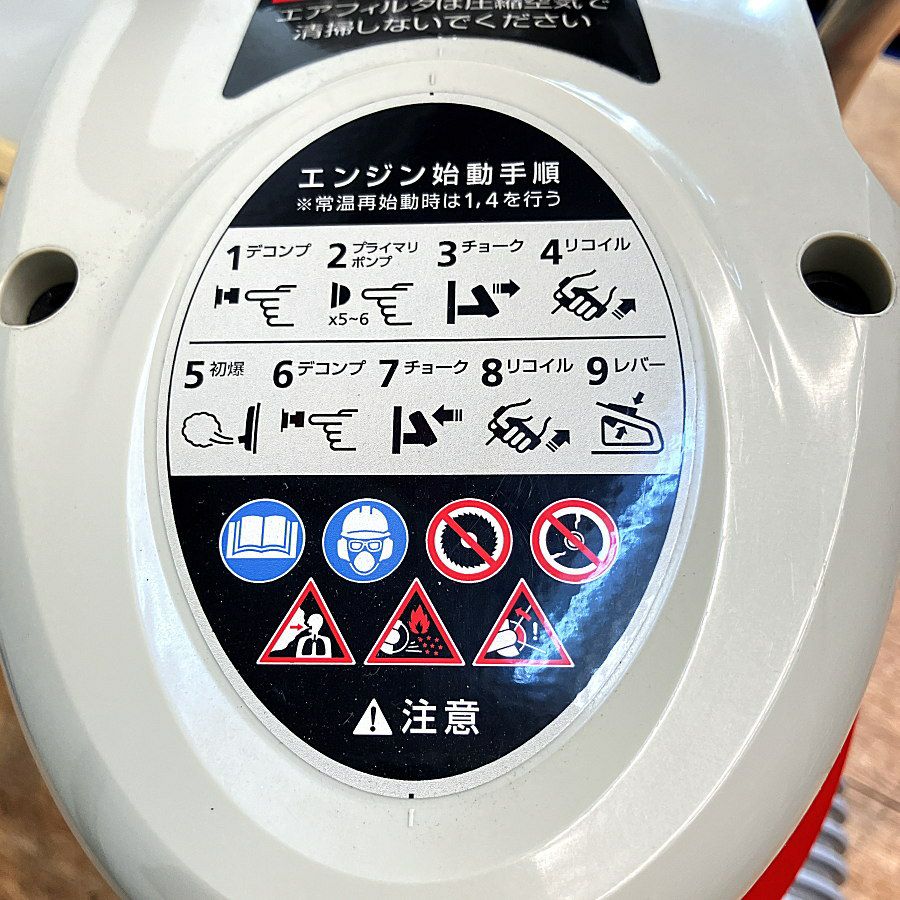 エアフィルタは圧縮空気で
清掃しないでください
エンジン始動手順
※常温再始動時は1,4を行う
1 デコンプ 2 プライマリポンプ 3 チョーク 4 リコイル
x5~6
5 初爆 6 デコンプ 7 チョーク 8 リコイル 9 レバー
!
⚠注意